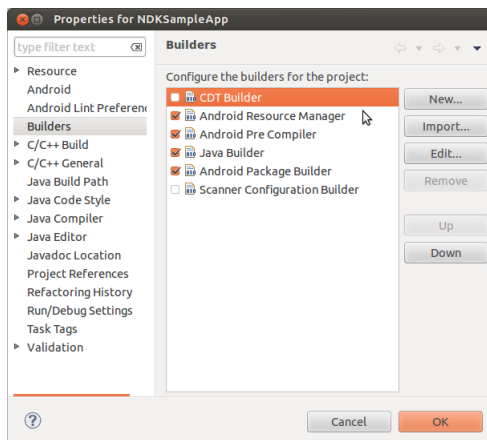 Properties for NDKSampleApp
type filter text
Resource
Android
Android Lint Preferen
Builders
C/C++ Build
C/C++ General
Java Build Path
Java Code Style
Java Compiler
Java Editor
Javadoc Location
Project References
Refactoring History
Run/Debug Settings
Task Tags
Validation
Builders
Configure the builders for the project:
CDT Builder
Android Resource Manager
Android Pre Compiler
Java Builder
Android Package Builder
Scanner Configuration Builder
New...
Import...
Edit...
Remove
Up
Down
Cancel
OK